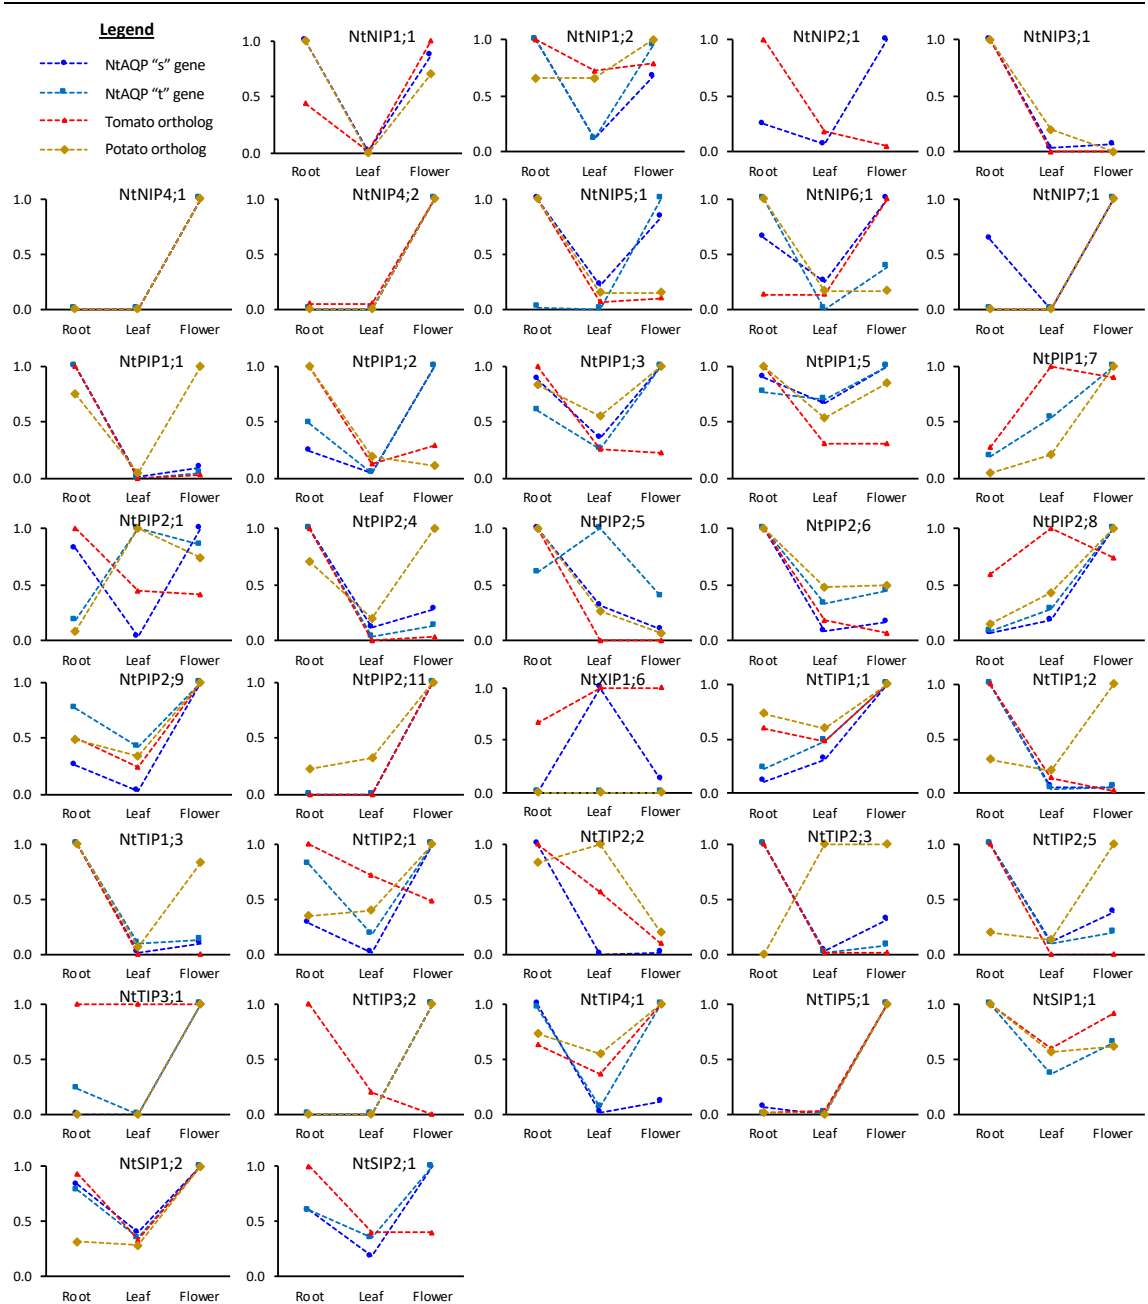 Legend
NtAQP “s” gene
NtAQP “t” gene
Tomato ortholog
Potato ortholog
NtNIP1;1
1.0
0.5
0.0
Root Leaf Flower
NtNIP1;2
1.0
0.5
0.0
Root Leaf Flower
NtNIP2;1
1.0
0.5
0.0
Root Leaf Flower
NtNIP3;1
1.0
0.5
0.0
Root Leaf Flower
NtNIP4;1
1.0
0.5
0.0
Root Leaf Flower
NtNIP4;2
1.0
0.5
0.0
Root Leaf Flower
NtNIP5;1
1.0
0.5
0.0
Root Leaf Flower
NtNIP6;1
1.0
0.5
0.0
Root Leaf Flower
NtNIP7;1
1.0
0.5
0.0
Root Leaf Flower
NtPIP1;1
1.0
0.5
0.0
Root Leaf Flower
NtPIP1;2
1.0
0.5
0.0
Root Leaf Flower
NtPIP1;3
1.0
0.5
0.0
Root Leaf Flower
NtPIP1;5
1.0
0.5
0.0
Root Leaf Flower
NtPIP1;7
1.0
0.5
0.0
Root Leaf Flower
NtPIP2;1
1.0
0.5
0.0
Root Leaf Flower
NtPIP2;4
1.0
0.5
0.0
Root Leaf Flower
NtPIP2;5
1.0
0.5
0.0
Root Leaf Flower
NtPIP2;6
1.0
0.5
0.0
Root Leaf Flower
NtPIP2;8
1.0
0.5
0.0
Root Leaf Flower
NtPIP2;9
1.0
0.5
0.0
Root Leaf Flower
NtPIP2;11
1.0
0.5
0.0
Root Leaf Flower
NtXIP1;6
1.0
0.5
0.0
Root Leaf Flower
NtTIP1;1
1.0
0.5
0.0
Root Leaf Flower
NtTIP1;2
1.0
0.5
0.0
Root Leaf Flower
NtTIP1;3
1.0
0.5
0.0
Root Leaf Flower
NtTIP2;1
1.0
0.5
0.0
Root Leaf Flower
NtTIP2;2
1.0
0.5
0.0
Root Leaf Flower
NtTIP2;3
1.0
0.5
0.0
Root Leaf Flower
NtTIP2;5
1.0
0.5
0.0
Root Leaf Flower
NtTIP3;1
1.0
0.5
0.0
Root Leaf Flower
NtTIP3;2
1.0
0.5
0.0
Root Leaf Flower
NtTIP4;1
1.0
0.5
0.0
Root Leaf Flower
NtTIP5;1
1.0
0.5
0.0
Root Leaf Flower
NtSIP1;1
1.0
0.5
0.0
Root Leaf Flower
NtSIP1;2
1.0
0.5
0.0
Root Leaf Flower
NtSIP2;1
1.0
0.5
0.0
Root Leaf Flower